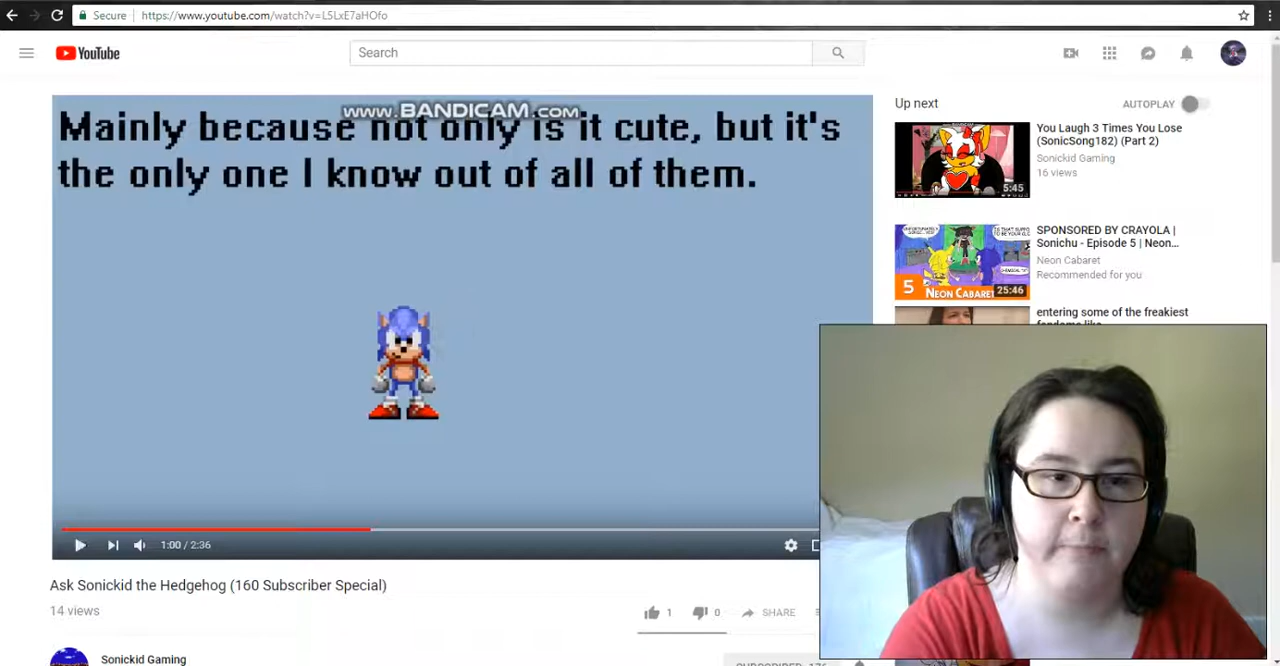 Secure
https://www.youtube.com/watch?v=L5LxE7aHOfo
YouTube
Search
www.BANDICAM.com
Mainly because not only is it cute, but it's
the only one I know out of all of them.
1:00 / 2:36
Ask Sonickid the Hedgehog (160 Subscriber Special)
14 views
1
0
SHARE
Sonickid Gaming
Up next
AUTOPLAY
5:45
You Laugh 3 Times You Lose
(SonicSong182) (Part 2)
Sonickid Gaming
16 views
5
NEON CABARET
25:46
SPONSORED BY CRAYOLA |
Sonichu - Episode 5 | Neon...
Neon Cabaret
Recommended for you
entering some of the freakiest